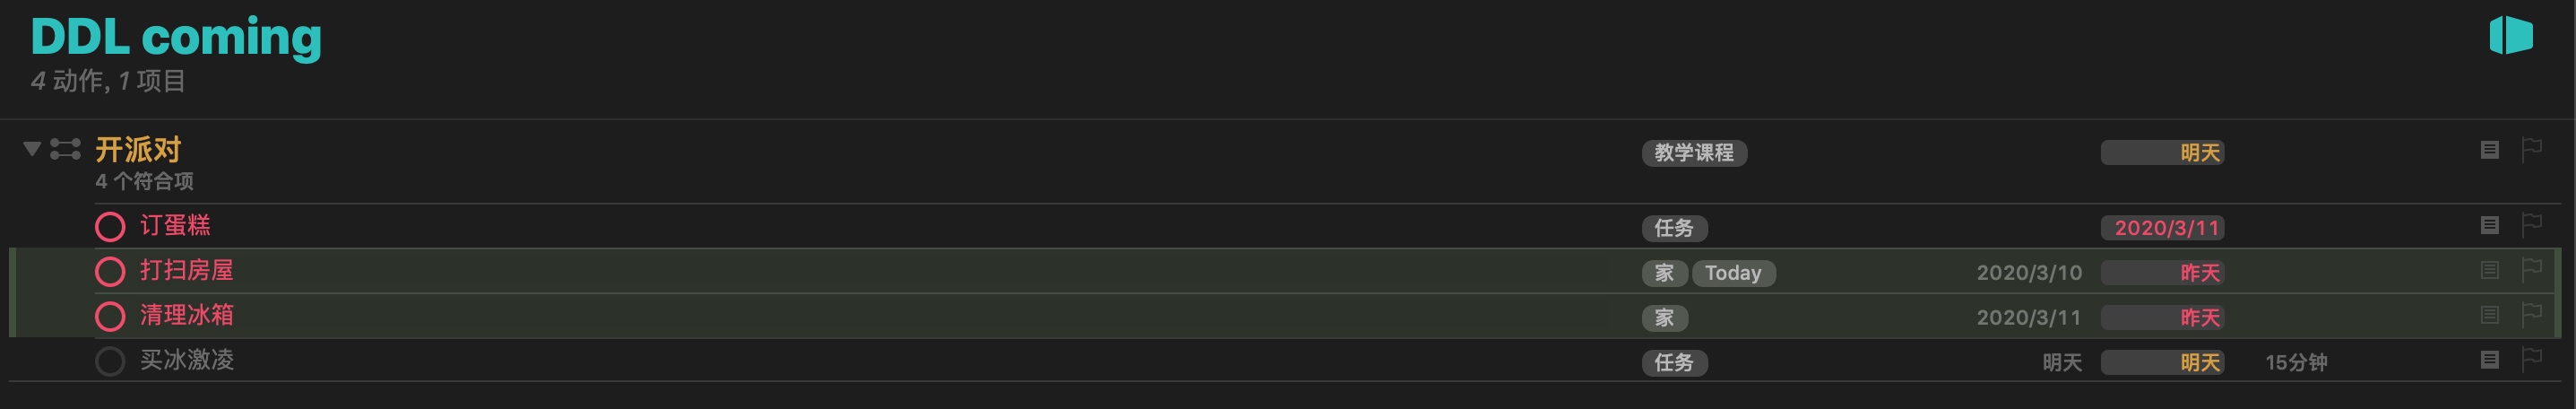 DDL coming
4 动作, 1 项目
开派对 教学课程 明天
4 个符合项
订蛋糕 任务 2020/3/11
打扫房屋 家 Today 2020/3/10 昨天
清理冰箱 家 2020/3/11 昨天
买冰激凌 任务 明天 明天 15分钟